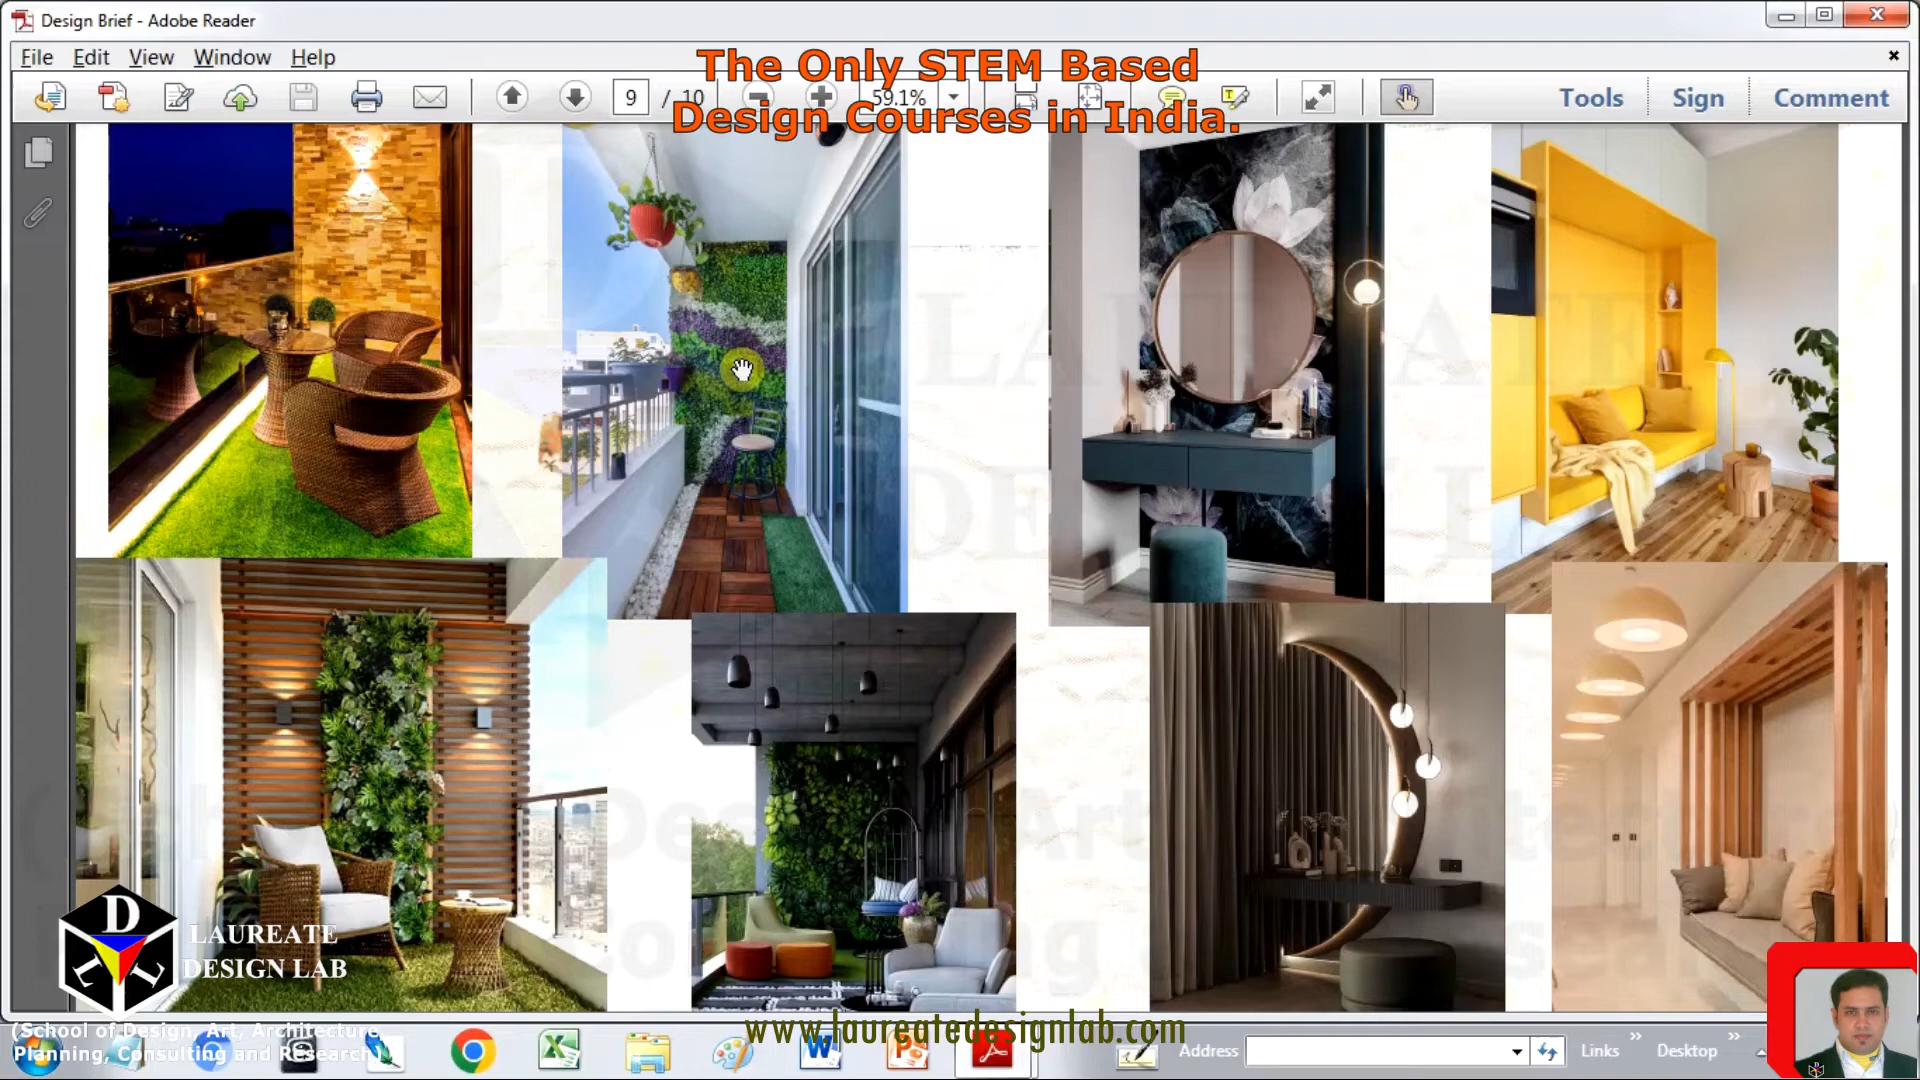 Design Brief - Adobe Reader
File Edit View Window Help
The Only STEM Based
Design Courses in India.
9 / 10
59.1%
Tools Sign Comment
D
LAUREATE
DESIGN LAB
(School of Design, Art, Architecture,
Planning, Consulting and Research)
www.laureatedesignlab.com
Address
Links
Desktop